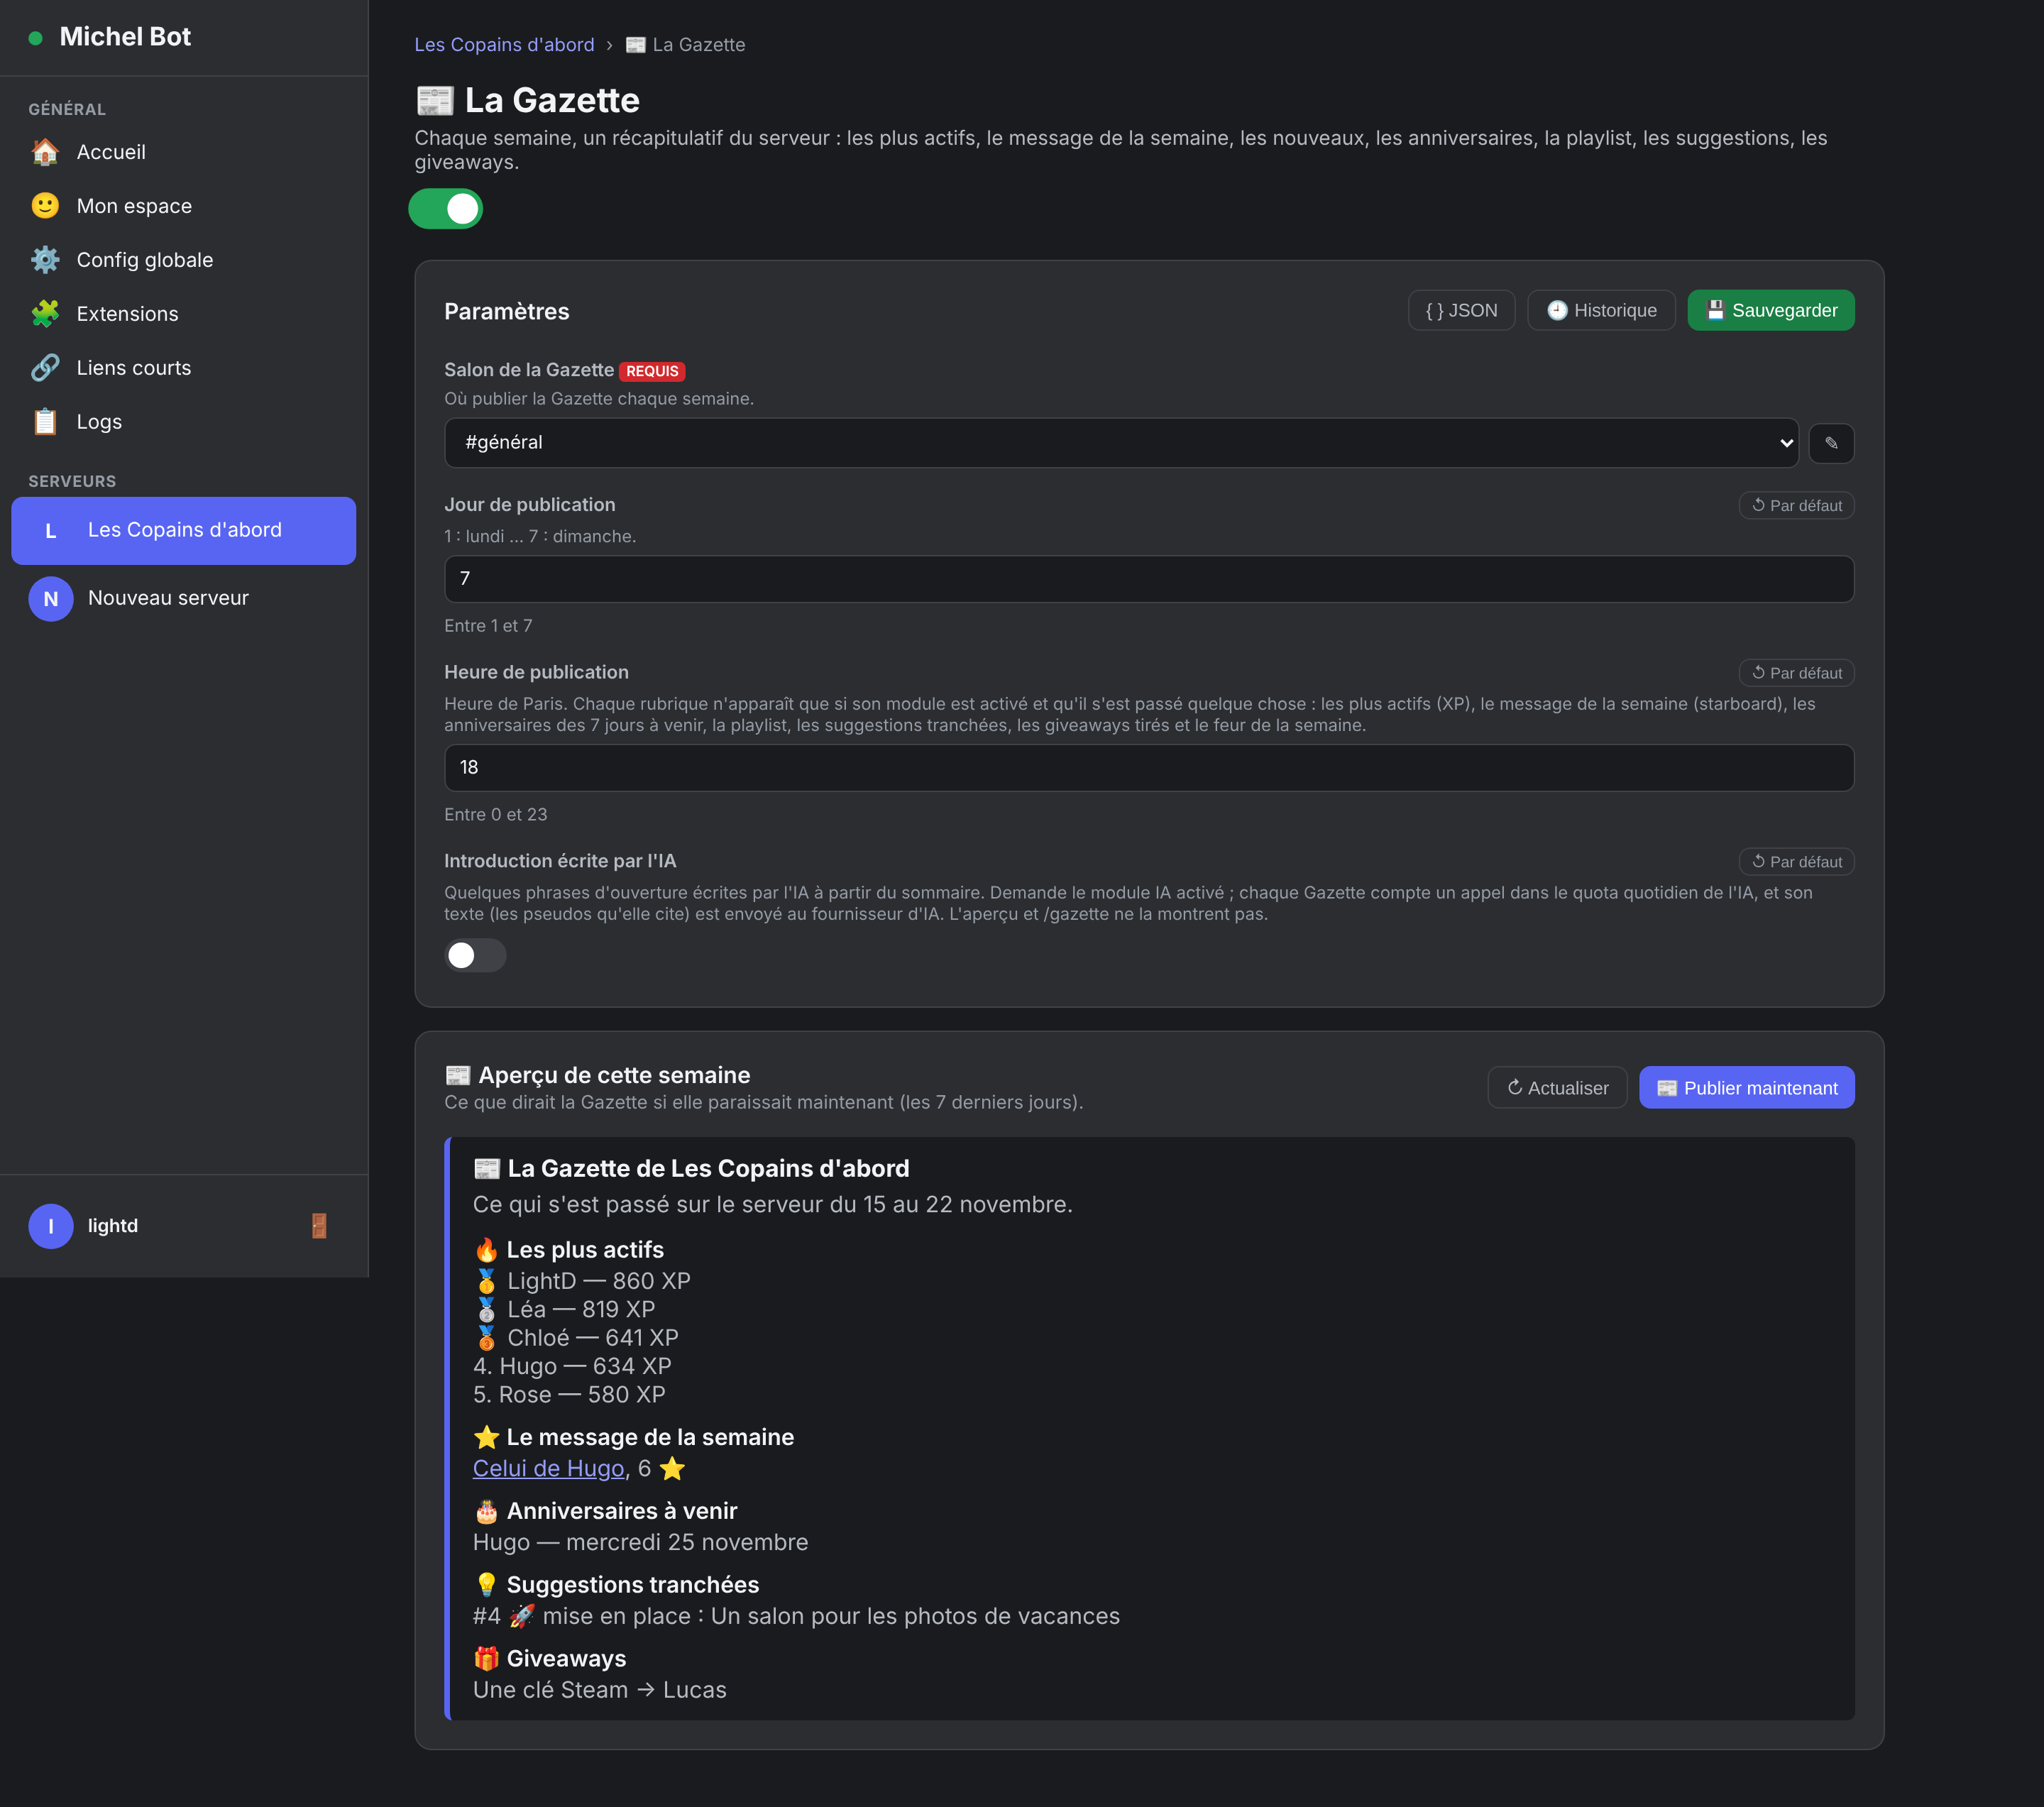 Michel Bot
GÉNÉRAL
🏠 Accueil
🙂 Mon espace
⚙️ Config globale
🧩 Extensions
🔗 Liens courts
📋 Logs
SERVEURS
L Les Copains d'abord
N Nouveau serveur
l lightd 🚪
Les Copains d'abord › 📰 La Gazette
📰 La Gazette
Chaque semaine, un récapitulatif du serveur : les plus actifs, le message de la semaine, les nouveaux, les anniversaires, la playlist, les suggestions, les
giveaways.
Paramètres
{ } JSON
🕘 Historique
💾 Sauvegarder
Salon de la Gazette REQUIS
Où publier la Gazette chaque semaine.
#général
✎
Jour de publication
↺ Par défaut
1 : lundi … 7 : dimanche.
7
Entre 1 et 7
Heure de publication
↺ Par défaut
Heure de Paris. Chaque rubrique n'apparaît que si son module est activé et qu'il s'est passé quelque chose : les plus actifs (XP), le message de la semaine (starboard), les
anniversaires des 7 jours à venir, la playlist, les suggestions tranchées, les giveaways tirés et le feur de la semaine.
18
Entre 0 et 23
Introduction écrite par l'IA
↺ Par défaut
Quelques phrases d'ouverture écrites par l'IA à partir du sommaire. Demande le module IA activé ; chaque Gazette compte un appel dans le quota quotidien de l'IA, et son
texte (les pseudos qu'elle cite) est envoyé au fournisseur d'IA. L'aperçu et /gazette ne la montrent pas.
📰 Aperçu de cette semaine
Ce que dirait la Gazette si elle paraissait maintenant (les 7 derniers jours).
↻ Actualiser
📰 Publier maintenant
📰 La Gazette de Les Copains d'abord
Ce qui s'est passé sur le serveur du 15 au 22 novembre.
🔥 Les plus actifs
🥇 LightD — 860 XP
🥈 Léa — 819 XP
🥉 Chloé — 641 XP
4. Hugo — 634 XP
5. Rose — 580 XP
⭐ Le message de la semaine
Celui de Hugo, 6 ⭐
🎂 Anniversaires à venir
Hugo — mercredi 25 novembre
💡 Suggestions tranchées
#4 🚀 mise en place : Un salon pour les photos de vacances
🎁 Giveaways
Une clé Steam → Lucas